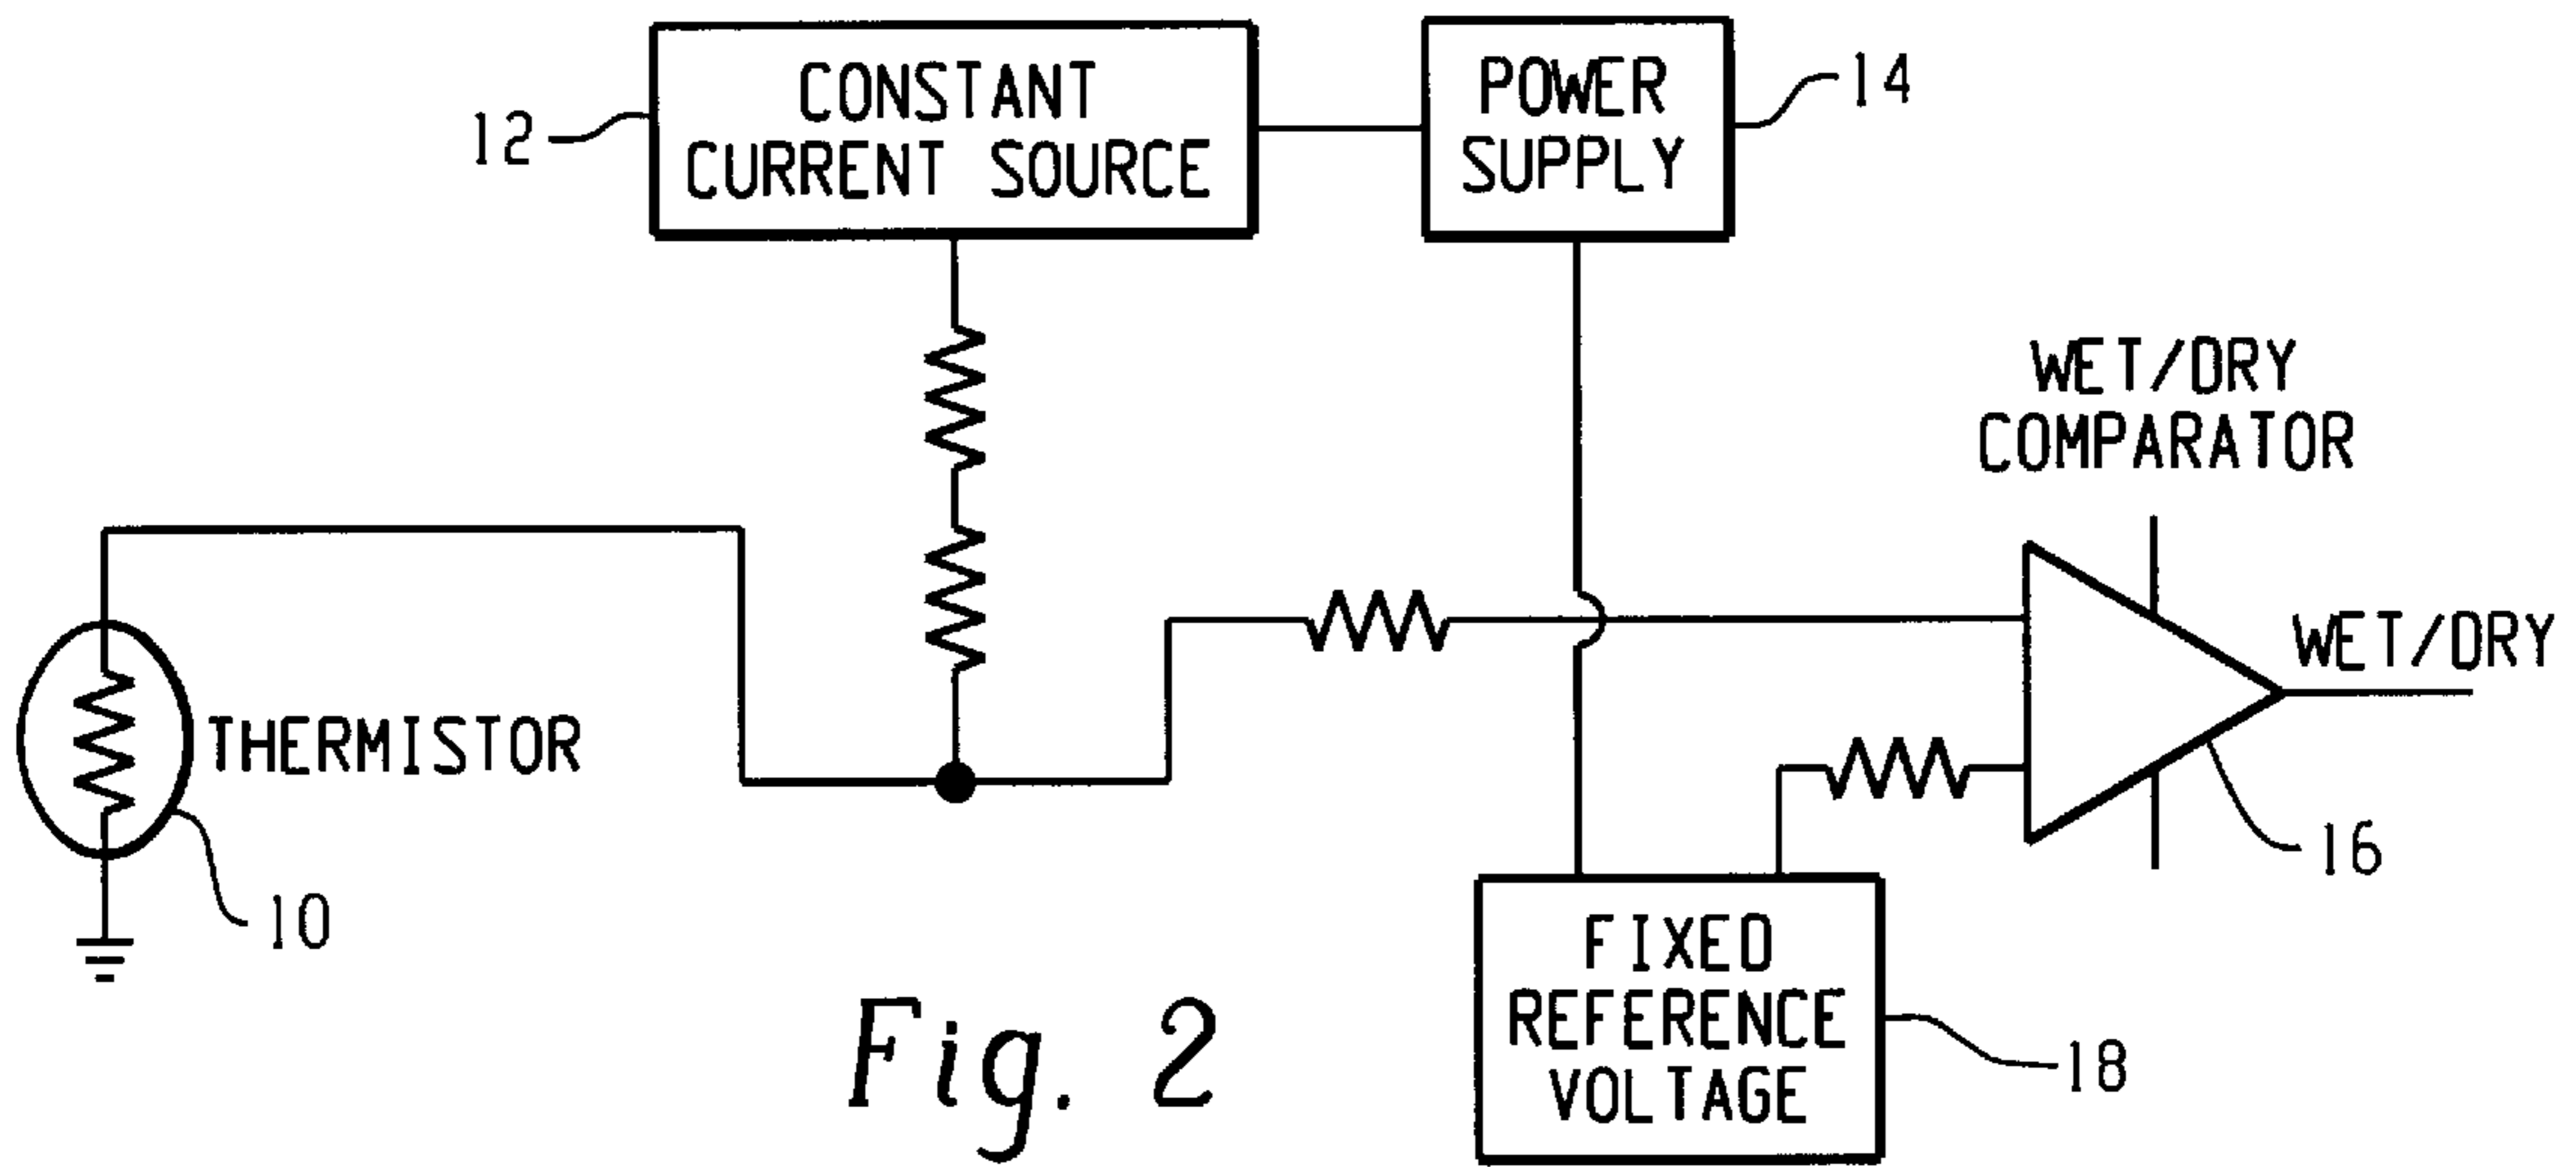 CONSTANT
CURRENT SOURCE
12
POWER
SUPPLY
14
WET/DRY
COMPARATOR
WET/DRY
THERMISTOR
10
16
FIXED
REFERENCE
VOLTAGE
18
Fig. 2